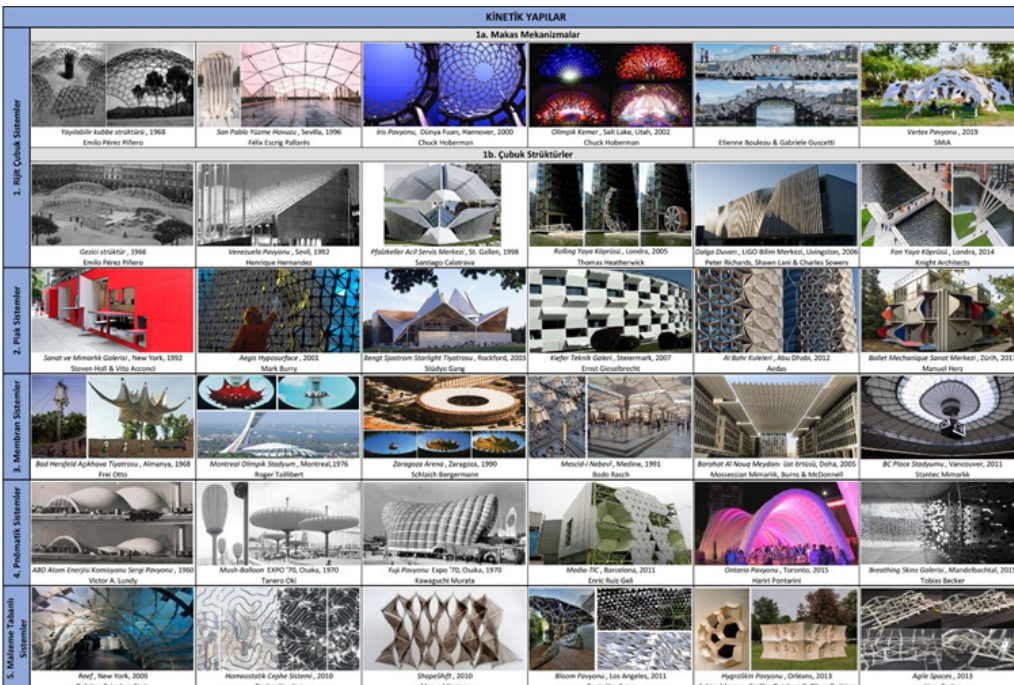 KİNETİK YAPILAR
1. Rijit Çubuk Sistemler
1a. Makas Mekanizmalar
Yayılabilir kubbe strüktürü, 1968
Emilo Pérez Piñero
San Pablo Yüzme Havuzu, Sevilla, 1996
Félix Escrig Pallarés
Iris Pavyonu, Dünya Fuarı, Hannover, 2000
Chuck Hoberman
Olimpik Kemer, Salt Lake, Utah, 2002
Chuck Hoberman
Etienne Bouleau & Gabriele Guscetti
Vertex Pavyonu, 2019
SMiA
1b. Çubuk Strüktürler
Gezici strüktür, 1966
Emilo Pérez Piñero
Venezuela Pavyonu, Sevil, 1992
Henrique Hernandez
Pfalzkeller Acil Servis Merkezi, St. Gallen, 1998
Santiago Calatrava
Rolling Yaya Köprüsü, Londra, 2005
Thomas Heatherwick
Dalga Duvarı, LIGO Bilim Merkezi, Livingston, 2006
Peter Richards, Shawn Lani & Charles Sowers
Fan Yaya Köprüsü, Londra, 2014
Knight Architects
2. Plak Sistemler
Sanat ve Mimarlık Galerisi, New York, 1992
Steven Holl & Vito Acconci
Aegis Hyposurface, 2001
Mark Burry
Bengt Sjostrom Starlight Tiyatrosu, Rockford, 2003
Stüdyo Gang
Kiefer Teknik Galeri, Steiermark, 2007
Ernst Gieselbrecht
Al Bahr Kuleleri, Abu Dhabi, 2012
Aedas
Ballet Mechanique Sanat Merkezi, Zürih, 2017
Manuel Herz
3. Membran Sistemler
Bad Hersfeld Açıkhava Tiyatrosu, Almanya, 1968
Frei Otto
Montreal Olimpik Stadyum, Montreal,1976
Roger Taillibert
Zaragoza Arena, Zaragoza, 1990
Schlaich Bergermann
Mescid-i Nebevî, Medine, 1991
Bodo Rasch
Barahat Al Nouq Meydanı üst örtüsü, Doha, 2005
Mossessian Mimarlık, Burns & McDonnell
BC Place Stadyumu, Vancouver, 2011
Stantec Mimarlık
4. Pnömatik Sistemler
ABD Atom Enerjisi Komisyonu Sergi Pavyonu, 1960
Victor A. Lundy
Mush-Balloon EXPO '70, Osaka, 1970
Tanero Oki
Fuji Pavyonu Expo '70, Osaka, 1970
Kawaguchi Murata
Media-TIC, Barcelona, 2011
Enric Ruiz Geli
Ontario Pavyonu, Toronto, 2015
Hariri Pontarini
Breathing Skins Galerisi, Mandelbachtal, 2015
Tobias Becker
5. Malzeme Tabanlı Sistemler
Reef, New York, 2009
Homeostatik Cephe Sistemi, 2010
ShapeShift, 2010
Bloom Pavyonu, Los Angeles, 2011
HygroSkin Pavyonu, Orléans, 2013
Agile Spaces, 2013